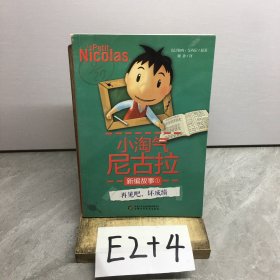 Le Petit
Nicolas
小淘气
尼古拉
新编故事
再见吧，坏成绩
E2+4